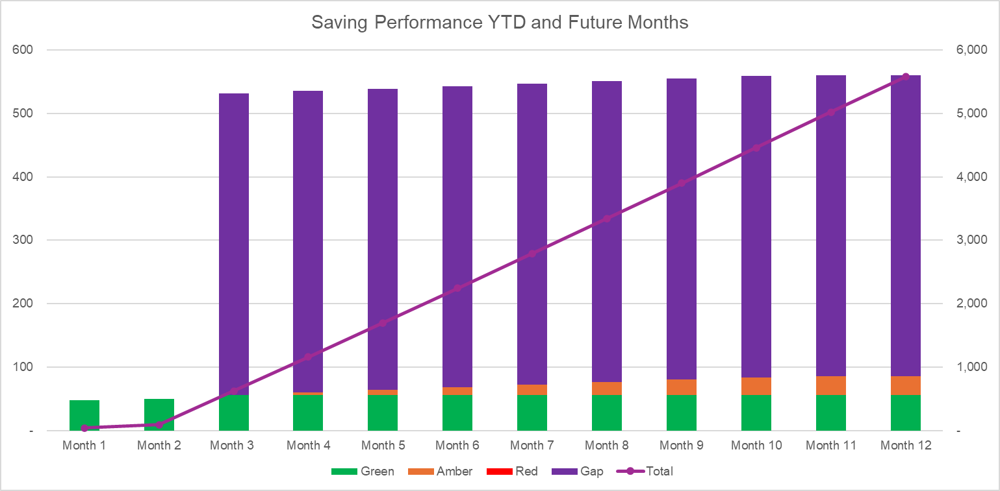 Saving Performance YTD and Future Months
600 6,000
500 5,000
400 4,000
300 3,000
200 2,000
100 1,000
- -
Month 1 Month 2 Month 3 Month 4 Month 5 Month 6 Month 7 Month 8 Month 9 Month 10 Month 11 Month 12
Green Amber Red Gap Total